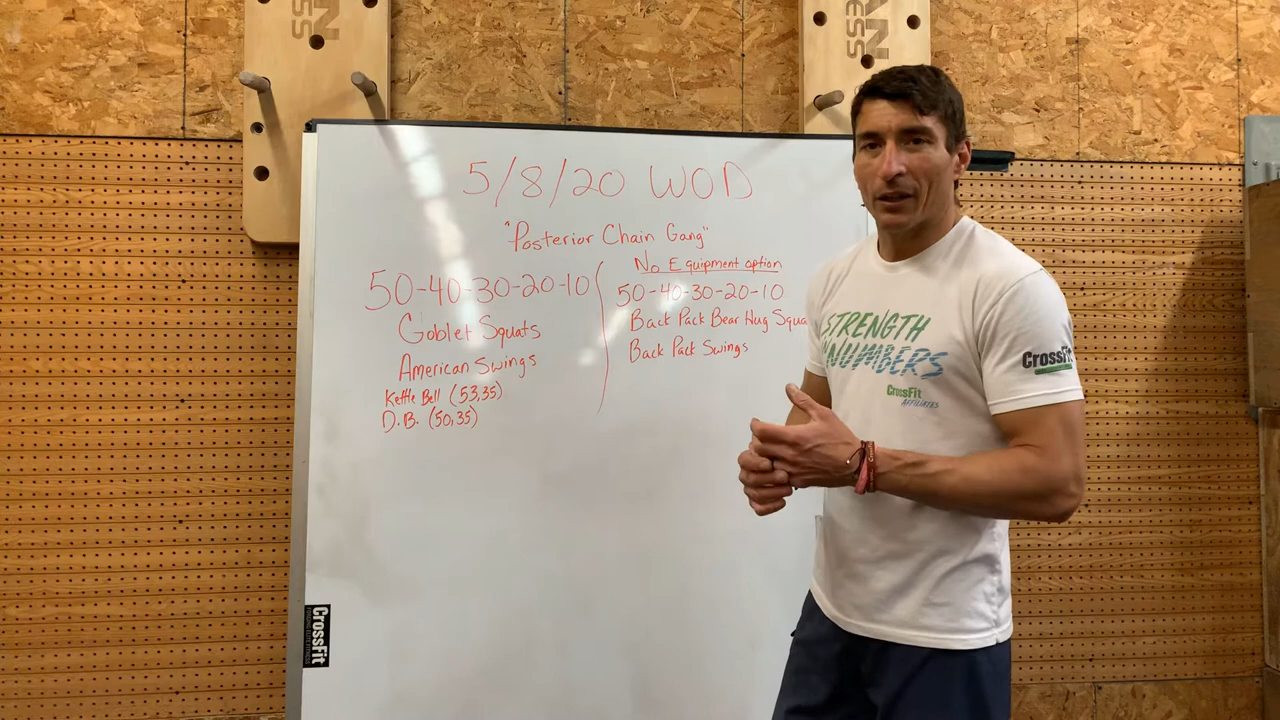 5/8/20 WOD
"Posterior Chain Gang"
50-40-30-20-10
Goblet Squats
American Swings
Kettle Bell (53,35)
D.B. (50,35)
No Equipment option
50-40-30-20-10
Back Pack Bear Hug Squa
Back Pack Swings
STRENGTH
NUMBERS
CrossFit
AFFILIATES
CrossFit
CrossFit